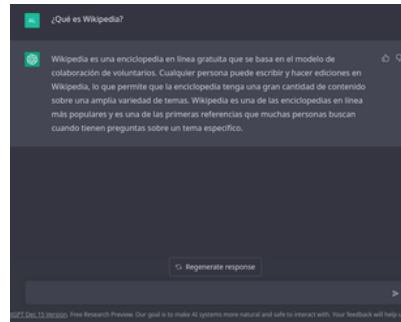 AL
¿Qué es Wikipedia?
Wikipedia es una enciclopedia en línea gratuita que se basa en el modelo de
colaboración de voluntarios. Cualquier persona puede escribir y hacer ediciones en
Wikipedia, lo que permite que la enciclopedia tenga una gran cantidad de contenido
sobre una amplia variedad de temas. Wikipedia es una de las enciclopedias en línea
más populares y es una de las primeras referencias que muchas personas buscan
cuando tienen preguntas sobre un tema específico.
Regenerate response
GPT Dec 15 Version. Free Research Preview. Our goal is to make AI systems more natural and safe to interact with. Your feedback will help